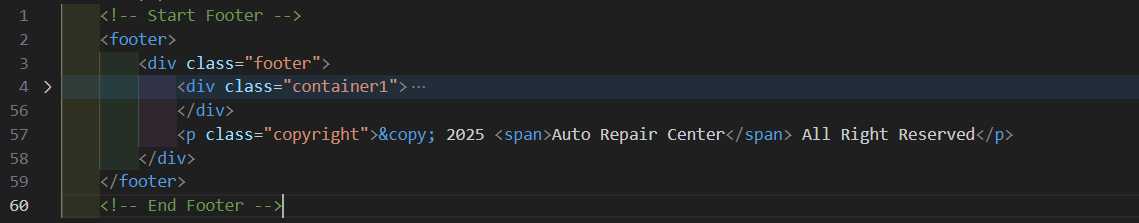 1 <!-- Start Footer -->
2 <footer>
3 <div class="footer">
4 <div class="container1">⋯
56 </div>
57 <p class="copyright">&copy; 2025 <span>Auto Repair Center</span> All Right Reserved</p>
58 </div>
59 </footer>
60 <!-- End Footer -->